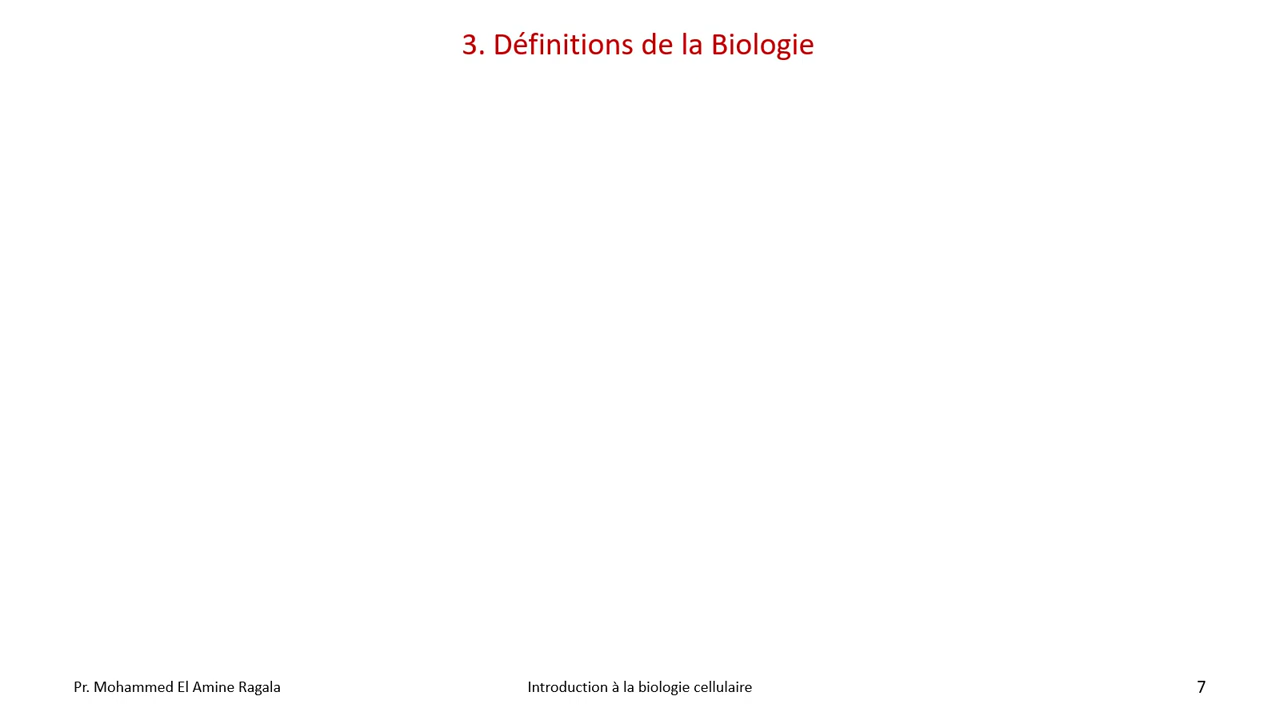 3. Définitions de la Biologie
Pr. Mohammed El Amine Ragala
Introduction à la biologie cellulaire
7